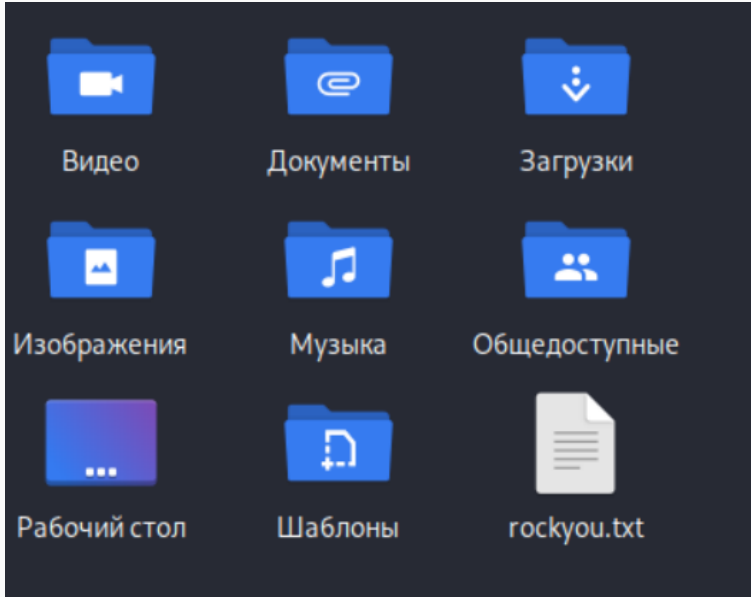 Видео
Документы
Загрузки
Изображения
Музыка
Общедоступные
Рабочий стол
Шаблоны
rockyou.txt